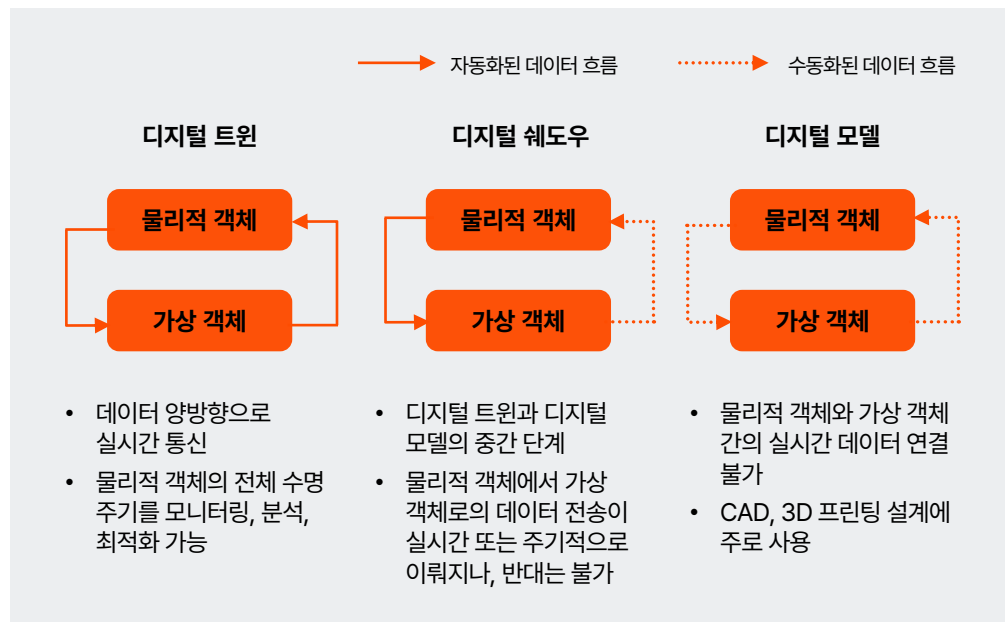 자동화된 데이터 흐름
수동화된 데이터 흐름
디지털 트윈
물리적 객체
가상 객체
• 데이터 양방향으로
실시간 통신
• 물리적 객체의 전체 수명
주기를 모니터링, 분석,
최적화 가능
디지털 쉐도우
물리적 객체
가상 객체
• 디지털 트윈과 디지털
모델의 중간 단계
• 물리적 객체에서 가상
객체로의 데이터 전송이
실시간 또는 주기적으로
이뤄지나, 반대는 불가
디지털 모델
물리적 객체
가상 객체
• 물리적 객체와 가상 객체
간의 실시간 데이터 연결
불가
• CAD, 3D 프린팅 설계에
주로 사용